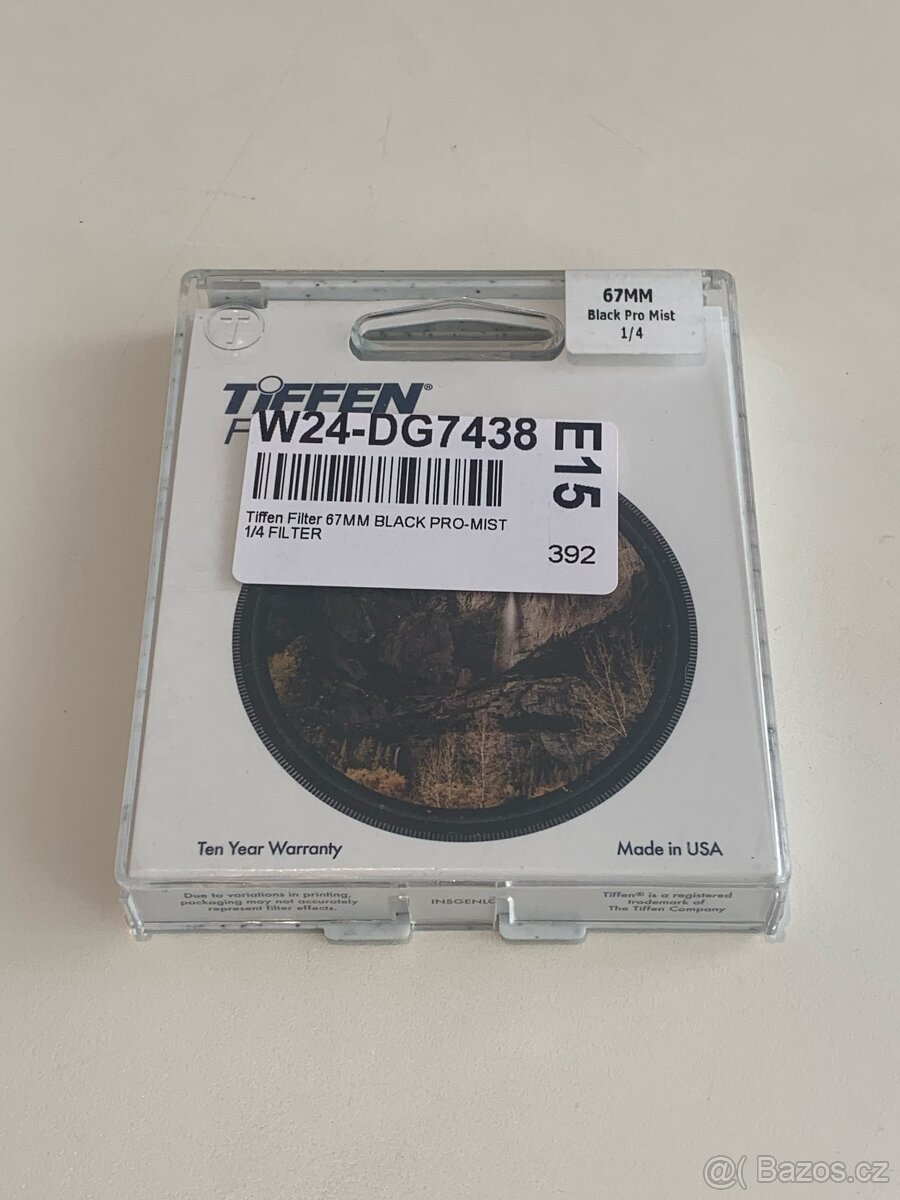 67MM
Black Pro Mist
1/4
TIFFEN®
W24-DG7438
E15
Tiffen Filter 67MM BLACK PRO-MIST
1/4 FILTER
392
Ten Year Warranty
Made in USA
Due to variations in printing,
packaging may not accurately
represent filter effects.
Tiffen® is a registered
trademark of
The Tiffen Company
@( Bazos.cz